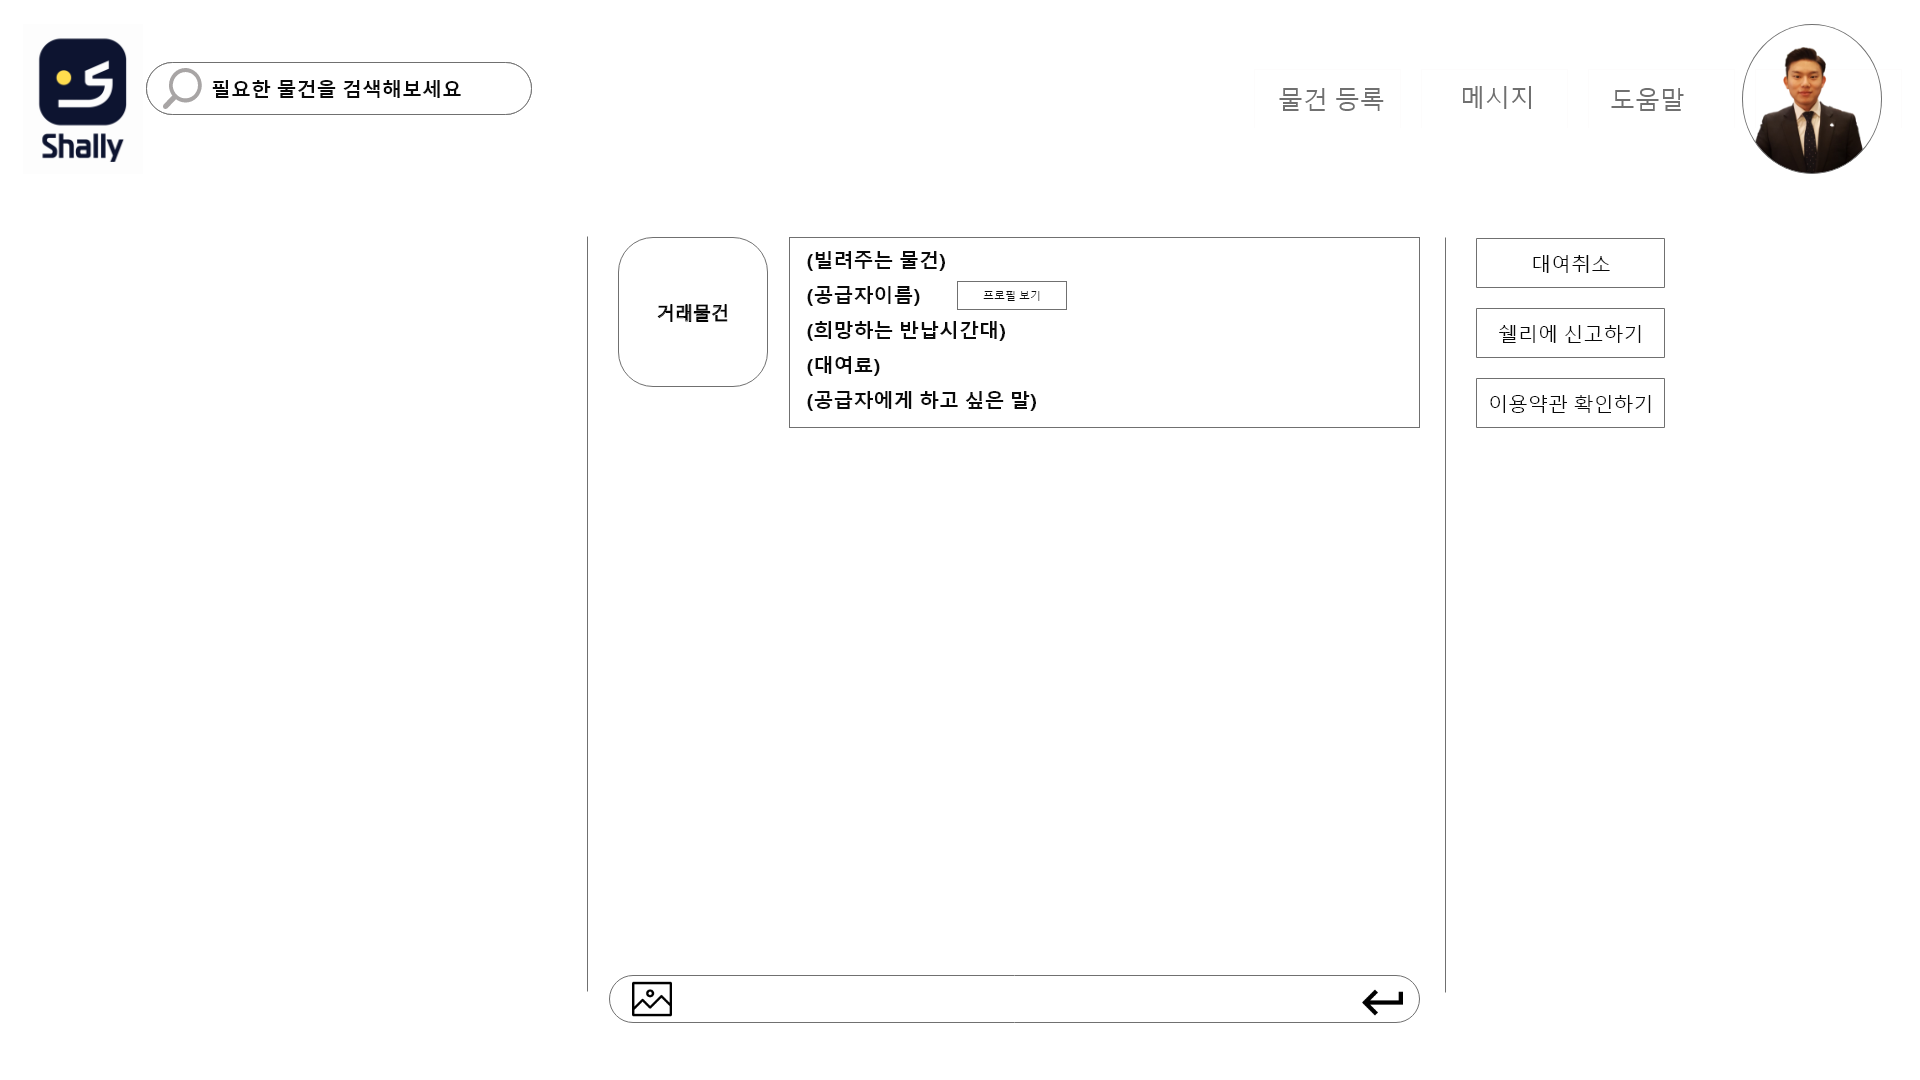 Shally
필요한 물건을 검색해보세요
물건 등록
메시지
도움말
거래물건
(빌려주는 물건)
(공급자이름)
프로필 보기
(희망하는 반납시간대)
(대여료)
(공급자에게 하고 싶은 말)
대여취소
쉘리에 신고하기
이용약관 확인하기